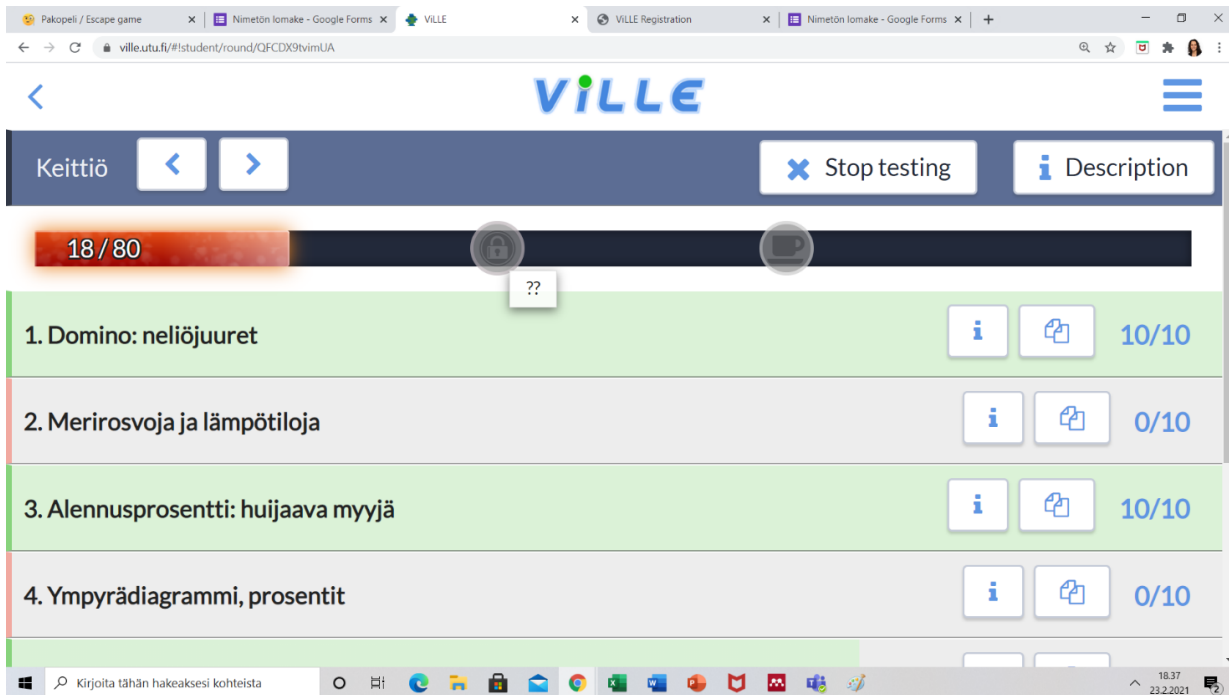 Pakopeli / Escape game
Nimetön lomake - Google Forms
ViLLE
ViLLE Registration
Nimetön lomake - Google Forms
ville.utu.fi/#!student/round/QFCDX9tvimUA
ViLLE
Keittiö
Stop testing
Description
18 / 80
??
1. Domino: neliöjuuret
10/10
2. Merirosvoja ja lämpötiloja
0/10
3. Alennusprosentti: huijaava myyjä
10/10
4. Ympyrädiagrammi, prosentit
0/10
Kirjoita tähän hakeaksesi kohteista
18.37
23.2.2021